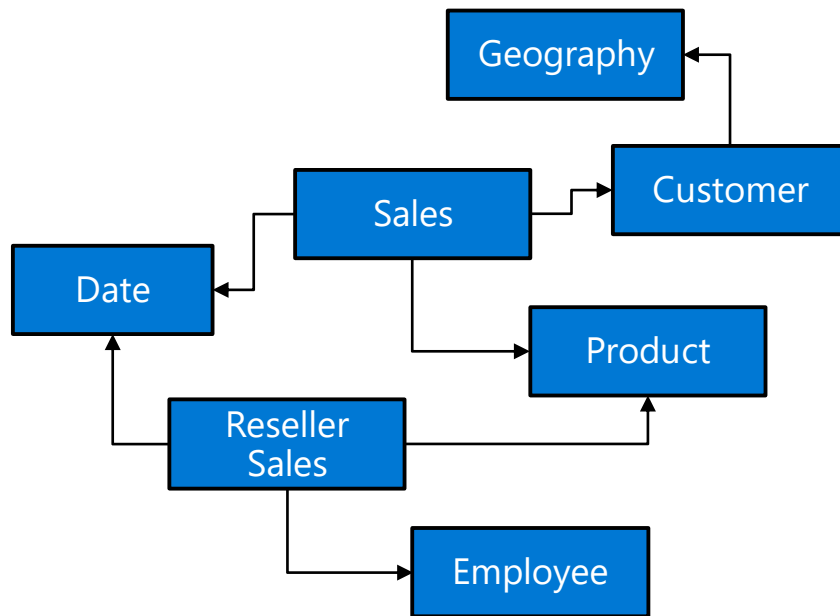 Geography
Customer
Sales
Date
Product
Reseller
Sales
Employee